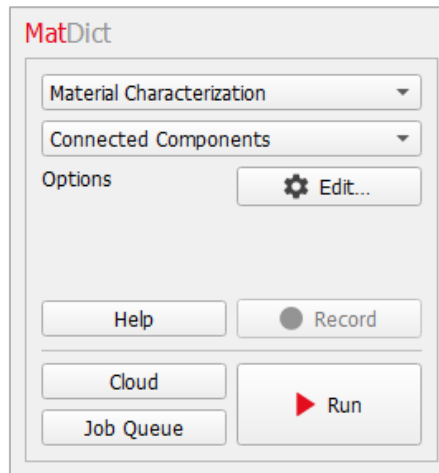 MatDict
Material Characterization
Connected Components
Options
Edit...
Help
Record
Cloud
Job Queue
Run